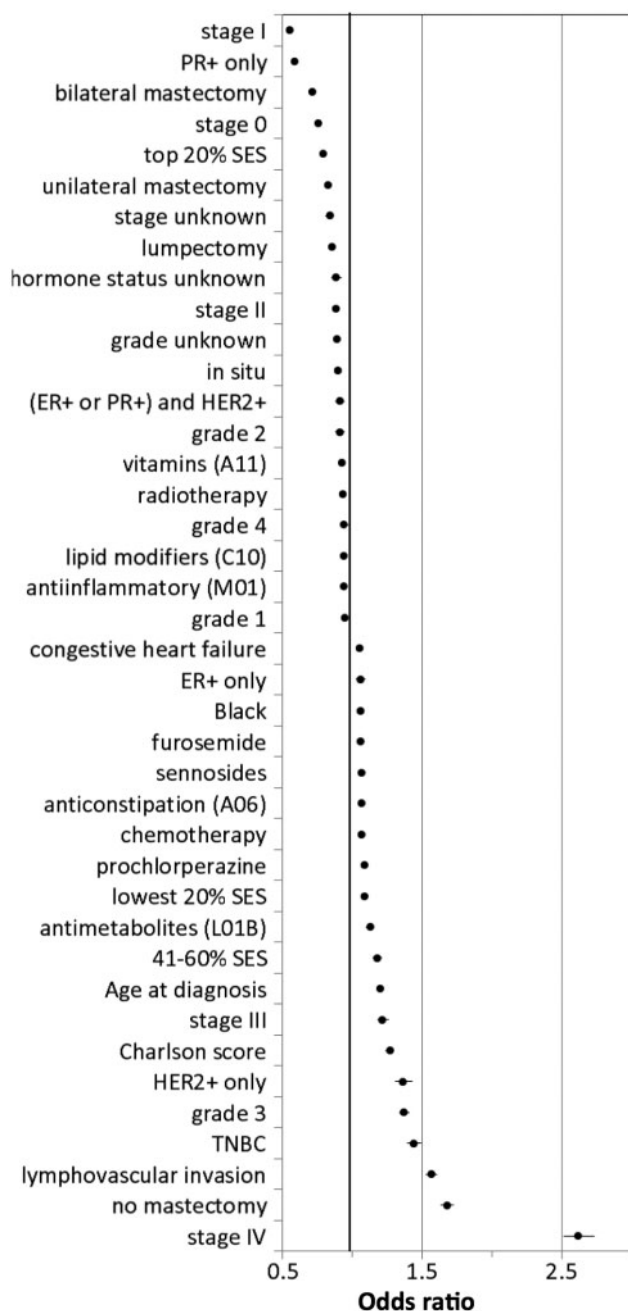 stage I
PR+ only
bilateral mastectomy
stage 0
top 20% SES
unilateral mastectomy
stage unknown
lumpectomy
hormone status unknown
stage II
grade unknown
in situ
(ER+ or PR+) and HER2+
grade 2
vitamins (A11)
radiotherapy
grade 4
lipid modifiers (C10)
antiinflammatory (M01)
grade 1
congestive heart failure
ER+ only
Black
furosemide
sennosides
anticonstipation (A06)
chemotherapy
prochlorperazine
lowest 20% SES
antimetabolites (L01B)
41-60% SES
Age at diagnosis
stage III
Charlson score
HER2+ only
grade 3
TNBC
lymphovascular invasion
no mastectomy
stage IV
0.5 1.5 2.5
Odds ratio